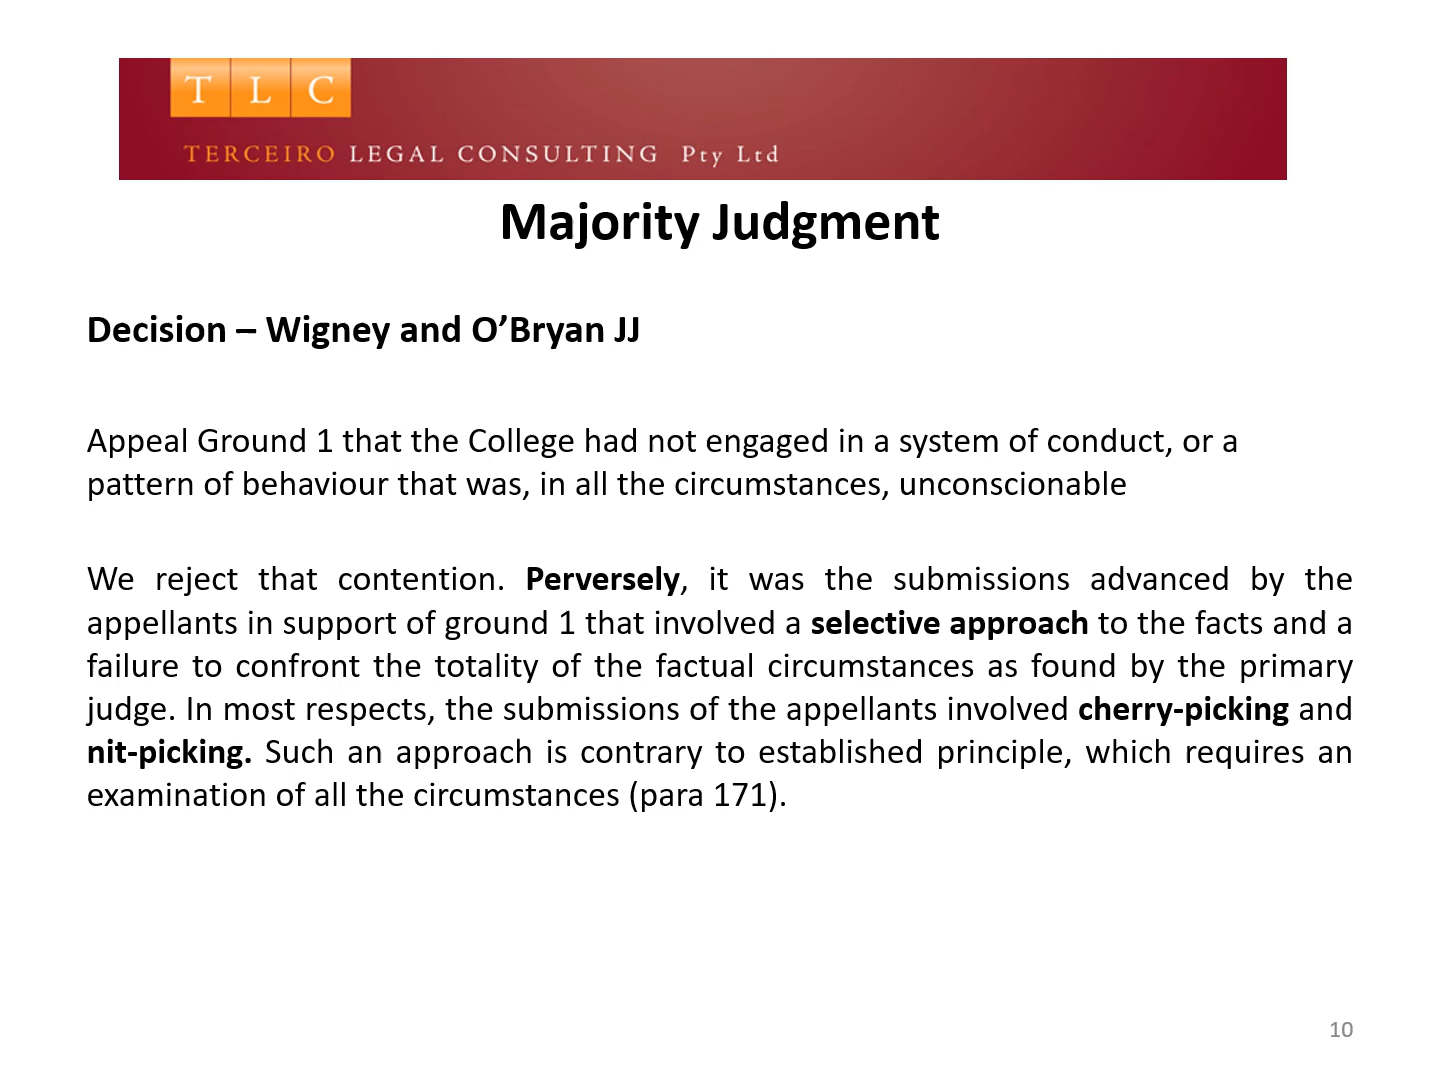 T L C
TERCEIRO LEGAL CONSULTING Pty Ltd
Majority Judgment
Decision – Wigney and O’Bryan JJ
Appeal Ground 1 that the College had not engaged in a system of conduct, or a
pattern of behaviour that was, in all the circumstances, unconscionable
We reject that contention. Perversely, it was the submissions advanced by the
appellants in support of ground 1 that involved a selective approach to the facts and a
failure to confront the totality of the factual circumstances as found by the primary
judge. In most respects, the submissions of the appellants involved cherry-picking and
nit-picking. Such an approach is contrary to established principle, which requires an
examination of all the circumstances (para 171).
10